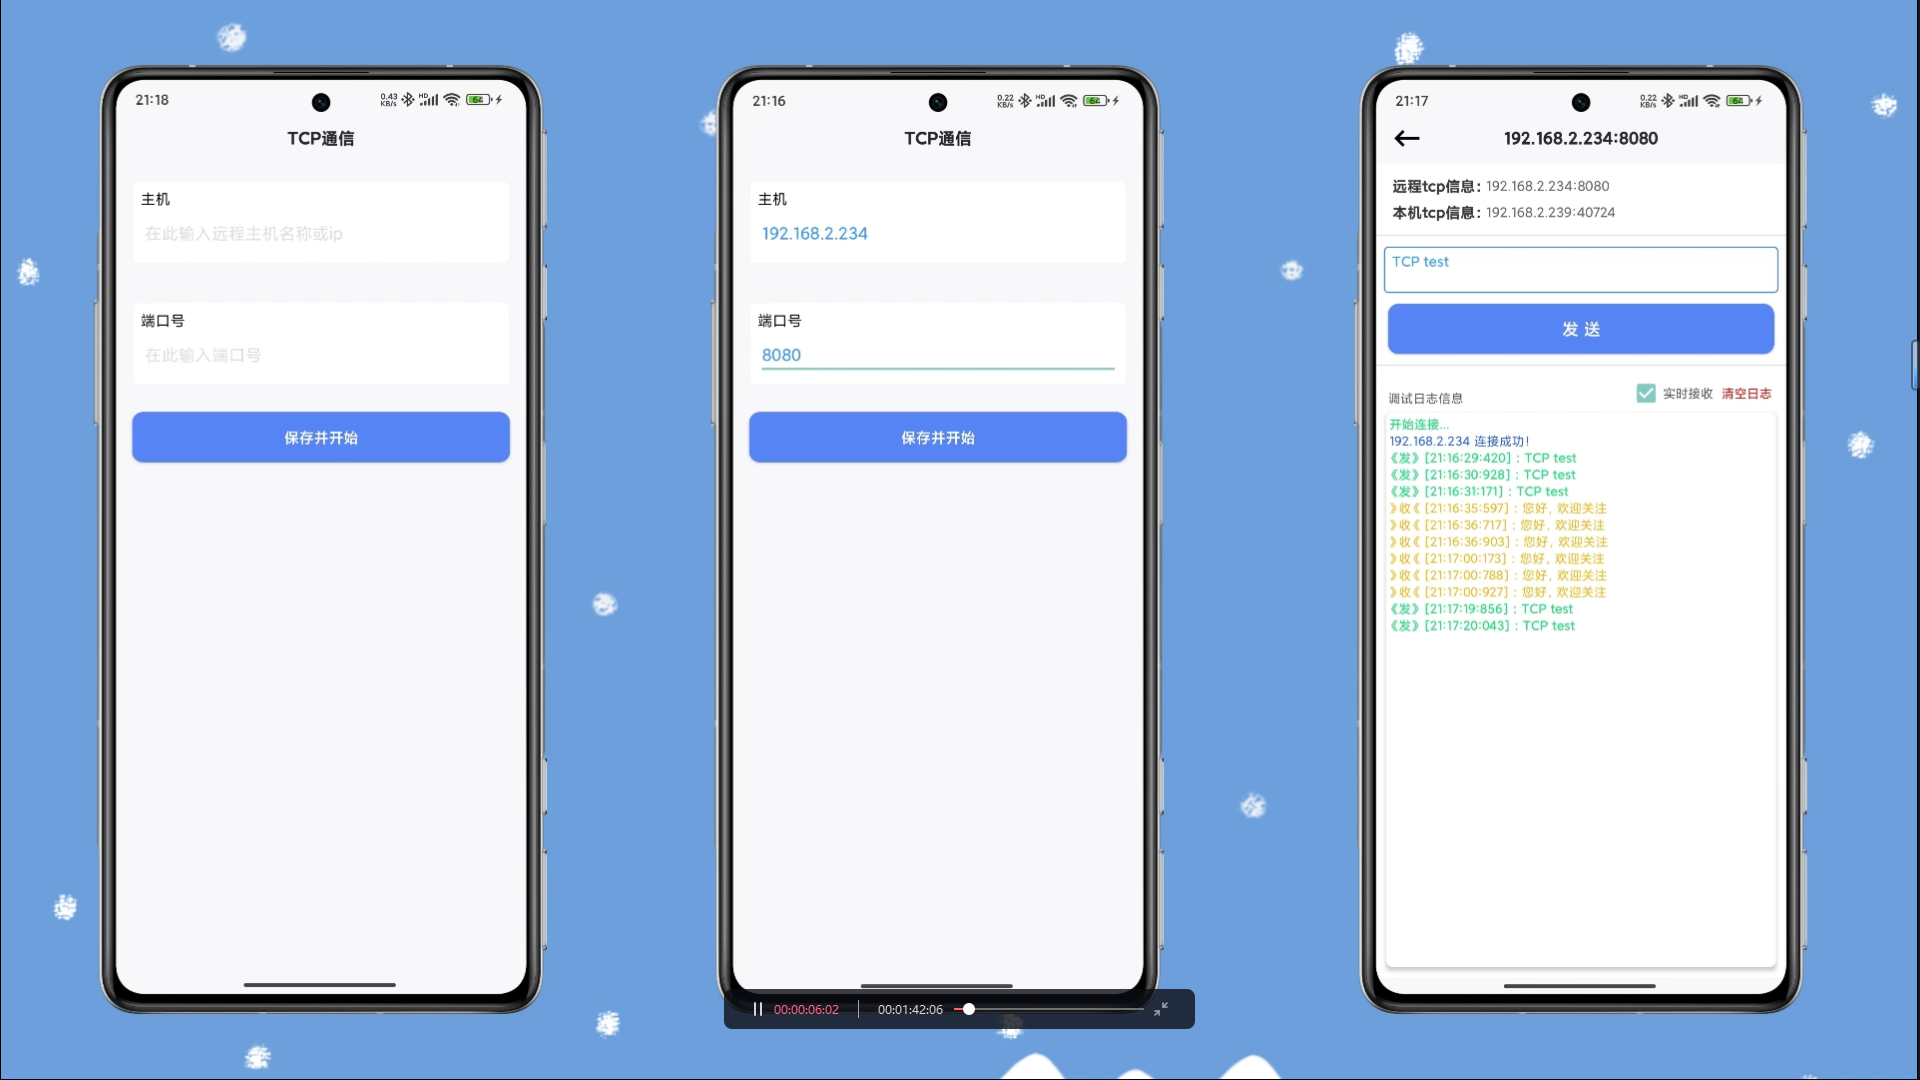 21:18
0.43 KB/s
HD
64
TCP通信
主机
在此输入远程主机名称或ip
端口号
在此输入端口号
保存并开始
21:16
0.22 KB/s
HD
64
TCP通信
主机
192.168.2.234
端口号
8080
保存并开始
21:17
0.22 KB/s
HD
64
192.168.2.234:8080
远程tcp信息：192.168.2.234:8080
本机tcp信息：192.168.2.239:40724
TCP test
发 送
调试日志信息 实时接收 清空日志
开始连接...
192.168.2.234 连接成功!
《发》[21:16:29:420]：TCP test
《发》[21:16:30:928]：TCP test
《发》[21:16:31:171]：TCP test
》收《 [21:16:35:597]：您好，欢迎关注
》收《 [21:16:36:717]：您好，欢迎关注
》收《 [21:16:36:903]：您好，欢迎关注
》收《 [21:17:00:173]：您好，欢迎关注
》收《 [21:17:00:788]：您好，欢迎关注
》收《 [21:17:00:927]：您好，欢迎关注
《发》[21:17:19:856]：TCP test
《发》[21:17:20:043]：TCP test
00:00:06:02 00:01:42:06